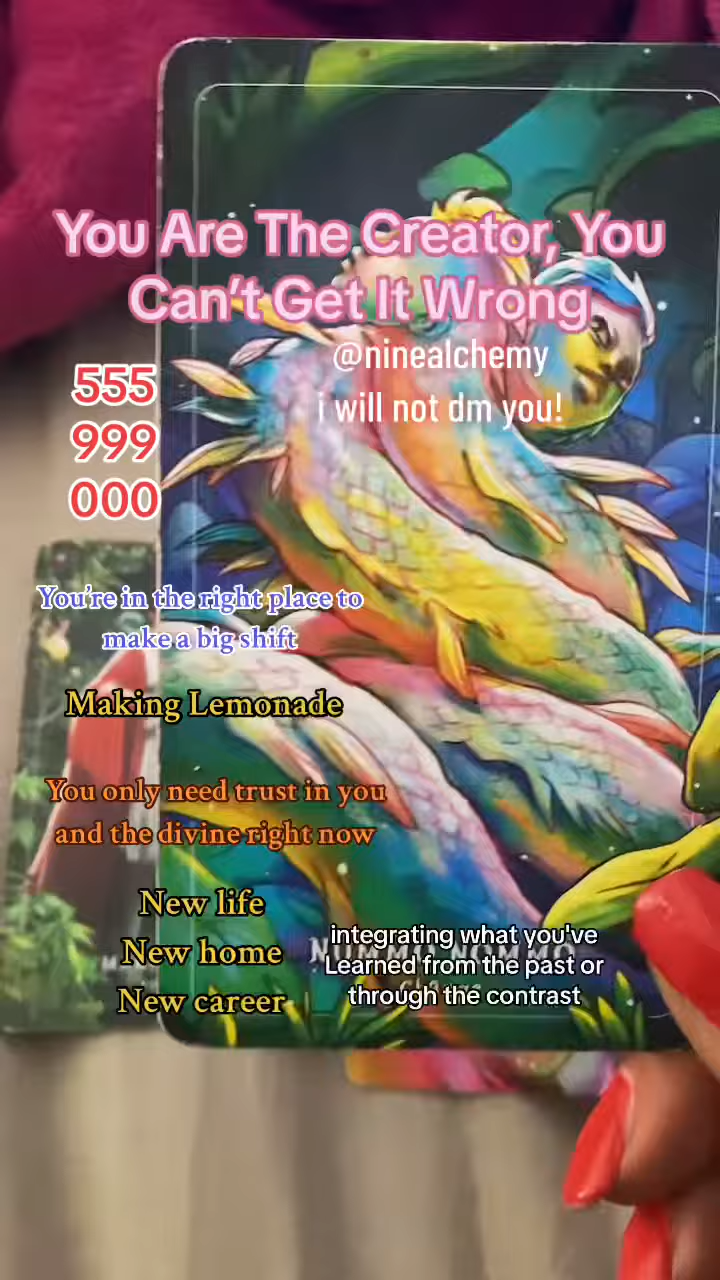 You Are The Creator, You
Can't Get It Wrong
@ninealchemy
i will not dm you!
555
999
000
You're in the right place to
make a big shift
Making Lemonade
You only need trust in you
and the divine right now
New life
New home
New career
integrating what you've
Learned from the past or
through the contrast